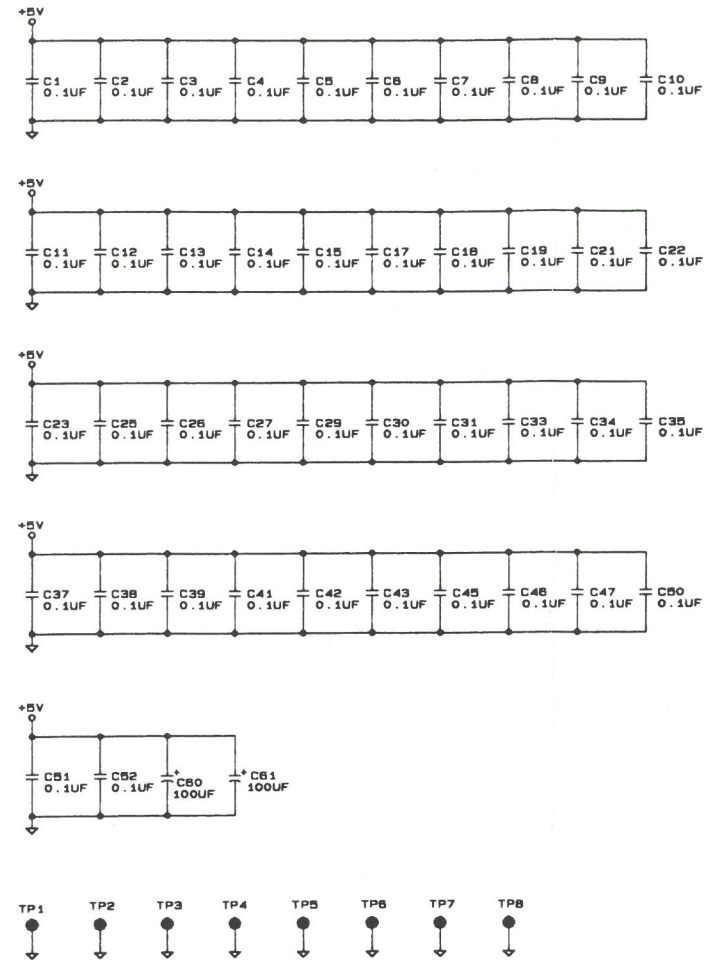 +5V
C1 C2 C3 C4 C5 C6 C7 C8 C9 C10
0.1UF 0.1UF 0.1UF 0.1UF 0.1UF 0.1UF 0.1UF 0.1UF 0.1UF 0.1UF
+5V
C11 C12 C13 C14 C15 C17 C18 C19 C21 C22
0.1UF 0.1UF 0.1UF 0.1UF 0.1UF 0.1UF 0.1UF 0.1UF 0.1UF 0.1UF
+5V
C23 C25 C26 C27 C29 C30 C31 C33 C34 C35
0.1UF 0.1UF 0.1UF 0.1UF 0.1UF 0.1UF 0.1UF 0.1UF 0.1UF 0.1UF
+5V
C37 C38 C39 C41 C42 C43 C45 C46 C47 C50
0.1UF 0.1UF 0.1UF 0.1UF 0.1UF 0.1UF 0.1UF 0.1UF 0.1UF 0.1UF
+5V
C51 C52 + C60 + C61
0.1UF 0.1UF 100UF 100UF
TP1 TP2 TP3 TP4 TP5 TP6 TP7 TP8